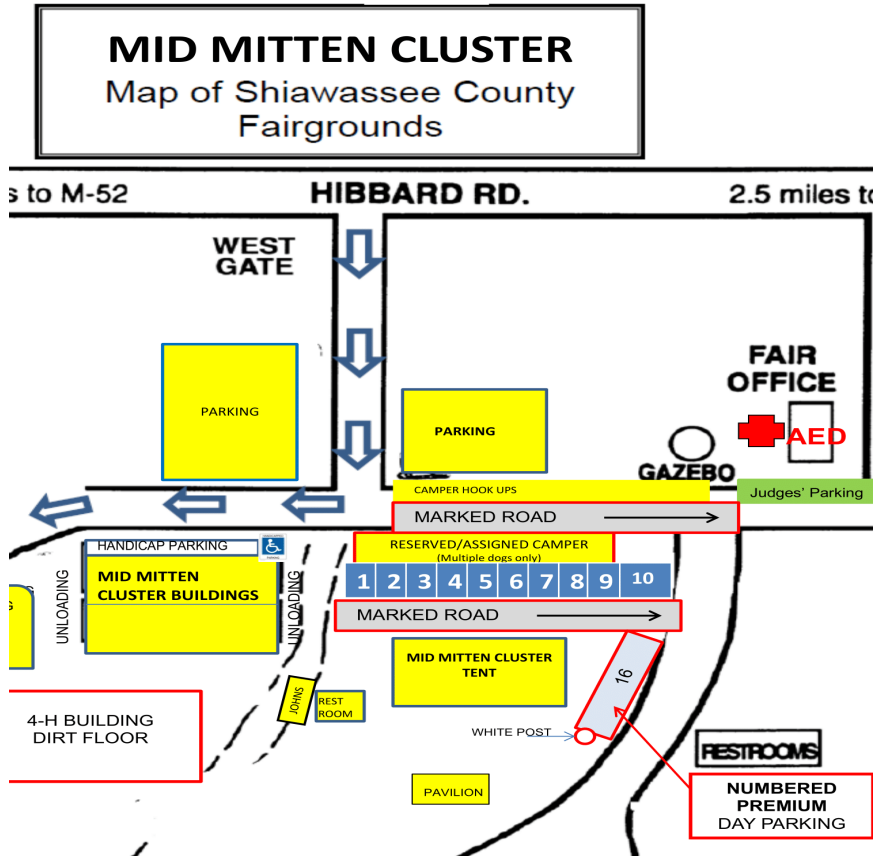 MID MITTEN CLUSTER
Map of Shiawassee County
Fairgrounds
s to M-52
HIBBARD RD.
2.5 miles to
WEST
GATE
PARKING
PARKING
FAIR
OFFICE
AED
GAZEBO
CAMPER HOOK UPS
Judges' Parking
MARKED ROAD
HANDICAP PARKING
RESERVED/ASSIGNED CAMPER
(Multiple dogs only)
UNLOADING
MID MITTEN
CLUSTER BUILDINGS
UNLOADING
1 2 3 4 5 6 7 8 9 10
MARKED ROAD
MID MITTEN CLUSTER
TENT
16
JOHNS
REST
ROOM
4-H BUILDING
DIRT FLOOR
WHITE POST
RESTROOMS
PAVILION
NUMBERED
PREMIUM
DAY PARKING